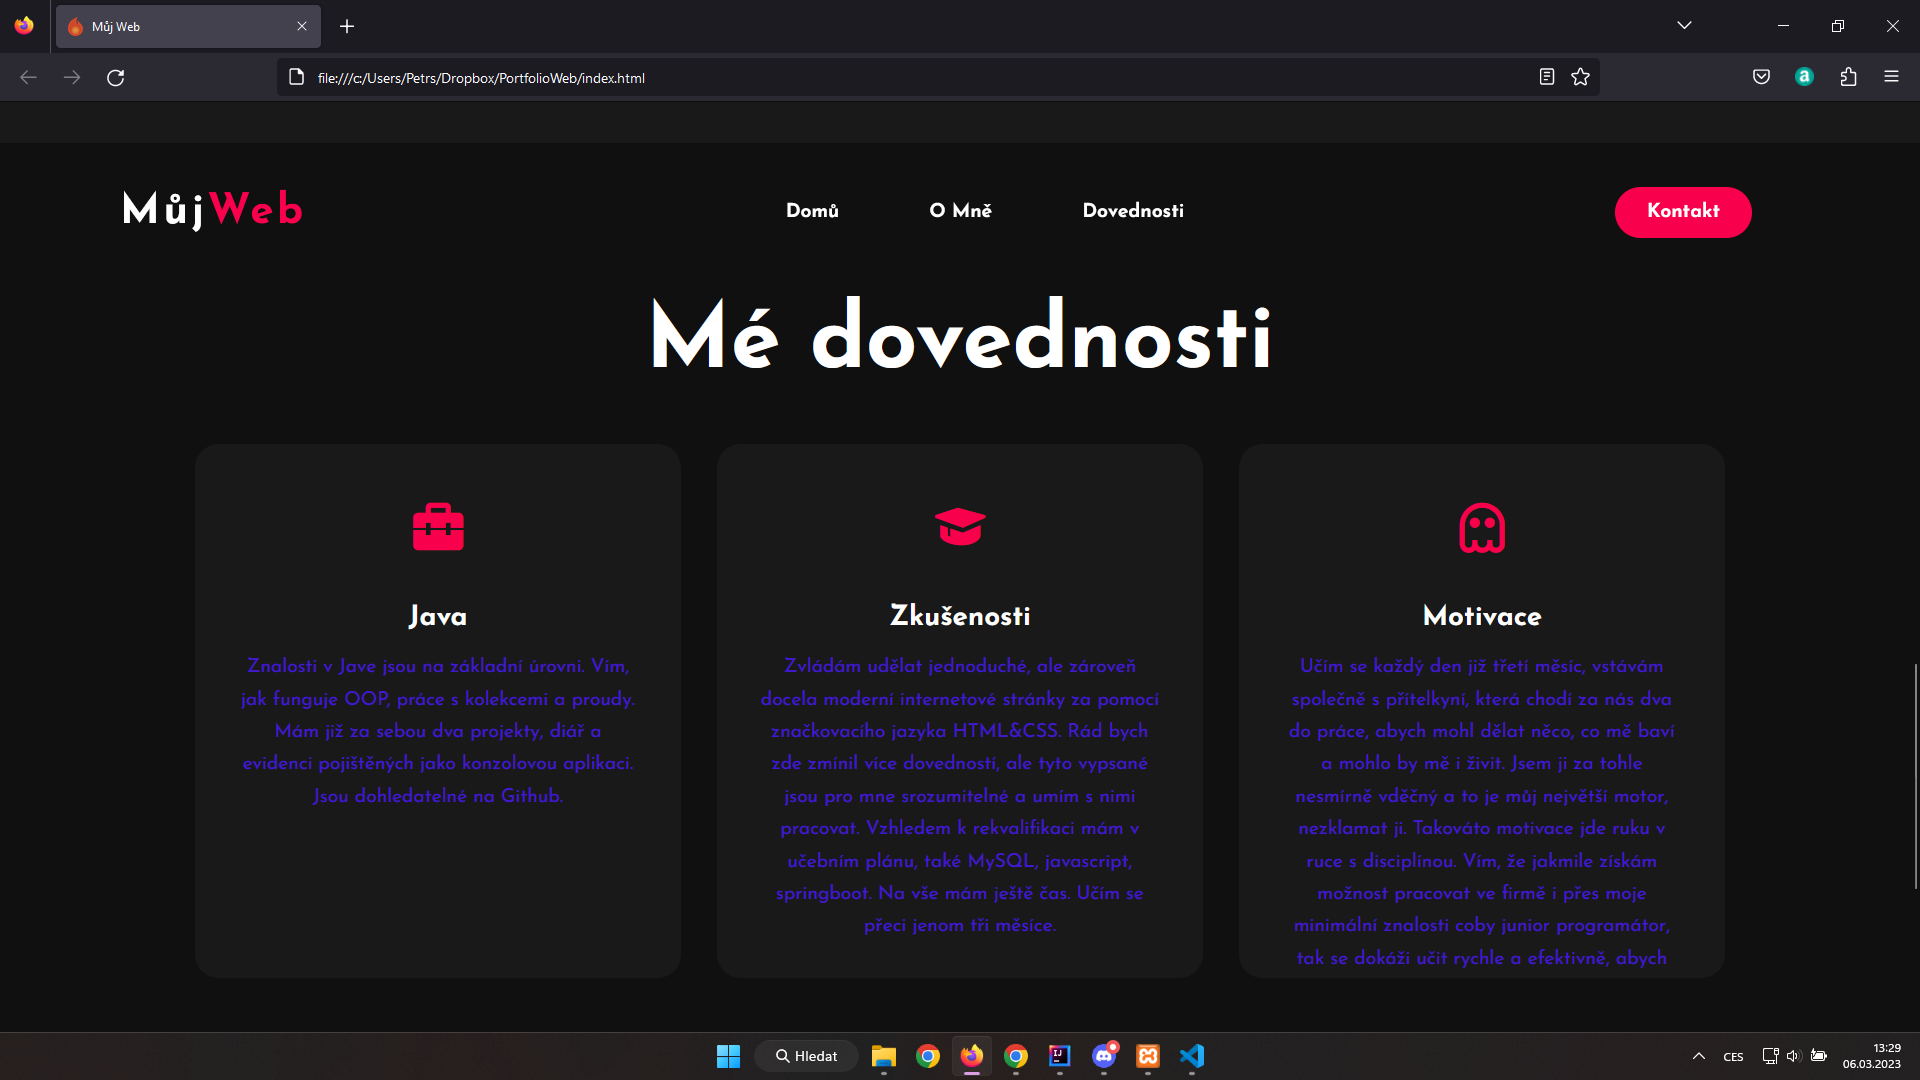 Můj Web
file:///c:/Users/Petrs/Dropbox/PortfolioWeb/index.html
MůjWeb
Domů
O Mně
Dovednosti
Kontakt
Mé dovednosti
Java
Znalosti v Jave jsou na základní úrovni. Vím,
jak funguje OOP, práce s kolekcemi a proudy.
Mám již za sebou dva projekty, diář a
evidenci pojištěných jako konzolovou aplikaci.
Jsou dohledatelné na Github.
Zkušenosti
Zvládám udělat jednoduché, ale zároveň
docela moderní internetové stránky za pomocí
značkovacího jazyka HTML&CSS. Rád bych
zde zmínil více dovedností, ale tyto vypsané
jsou pro mne srozumitelné a umím s nimi
pracovat. Vzhledem k rekvalifikaci mám v
učebním plánu, také MySQL, javascript,
springboot. Na vše mám ještě čas. Učím se
přeci jenom tři měsíce.
Motivace
Učím se každý den již třetí měsíc, vstávám
společně s přítelkyní, která chodí za nás dva
do práce, abych mohl dělat něco, co mě baví
a mohlo by mě i živit. Jsem ji za tohle
nesmírně vděčný a to je můj největší motor,
nezklamat ji. Takováto motivace jde ruku v
ruce s disciplínou. Vím, že jakmile získám
možnost pracovat ve firmě i přes moje
minimální znalosti coby junior programátor,
tak se dokáži učit rychle a efektivně, abych
Hledat
CES
13:29
06.03.2023